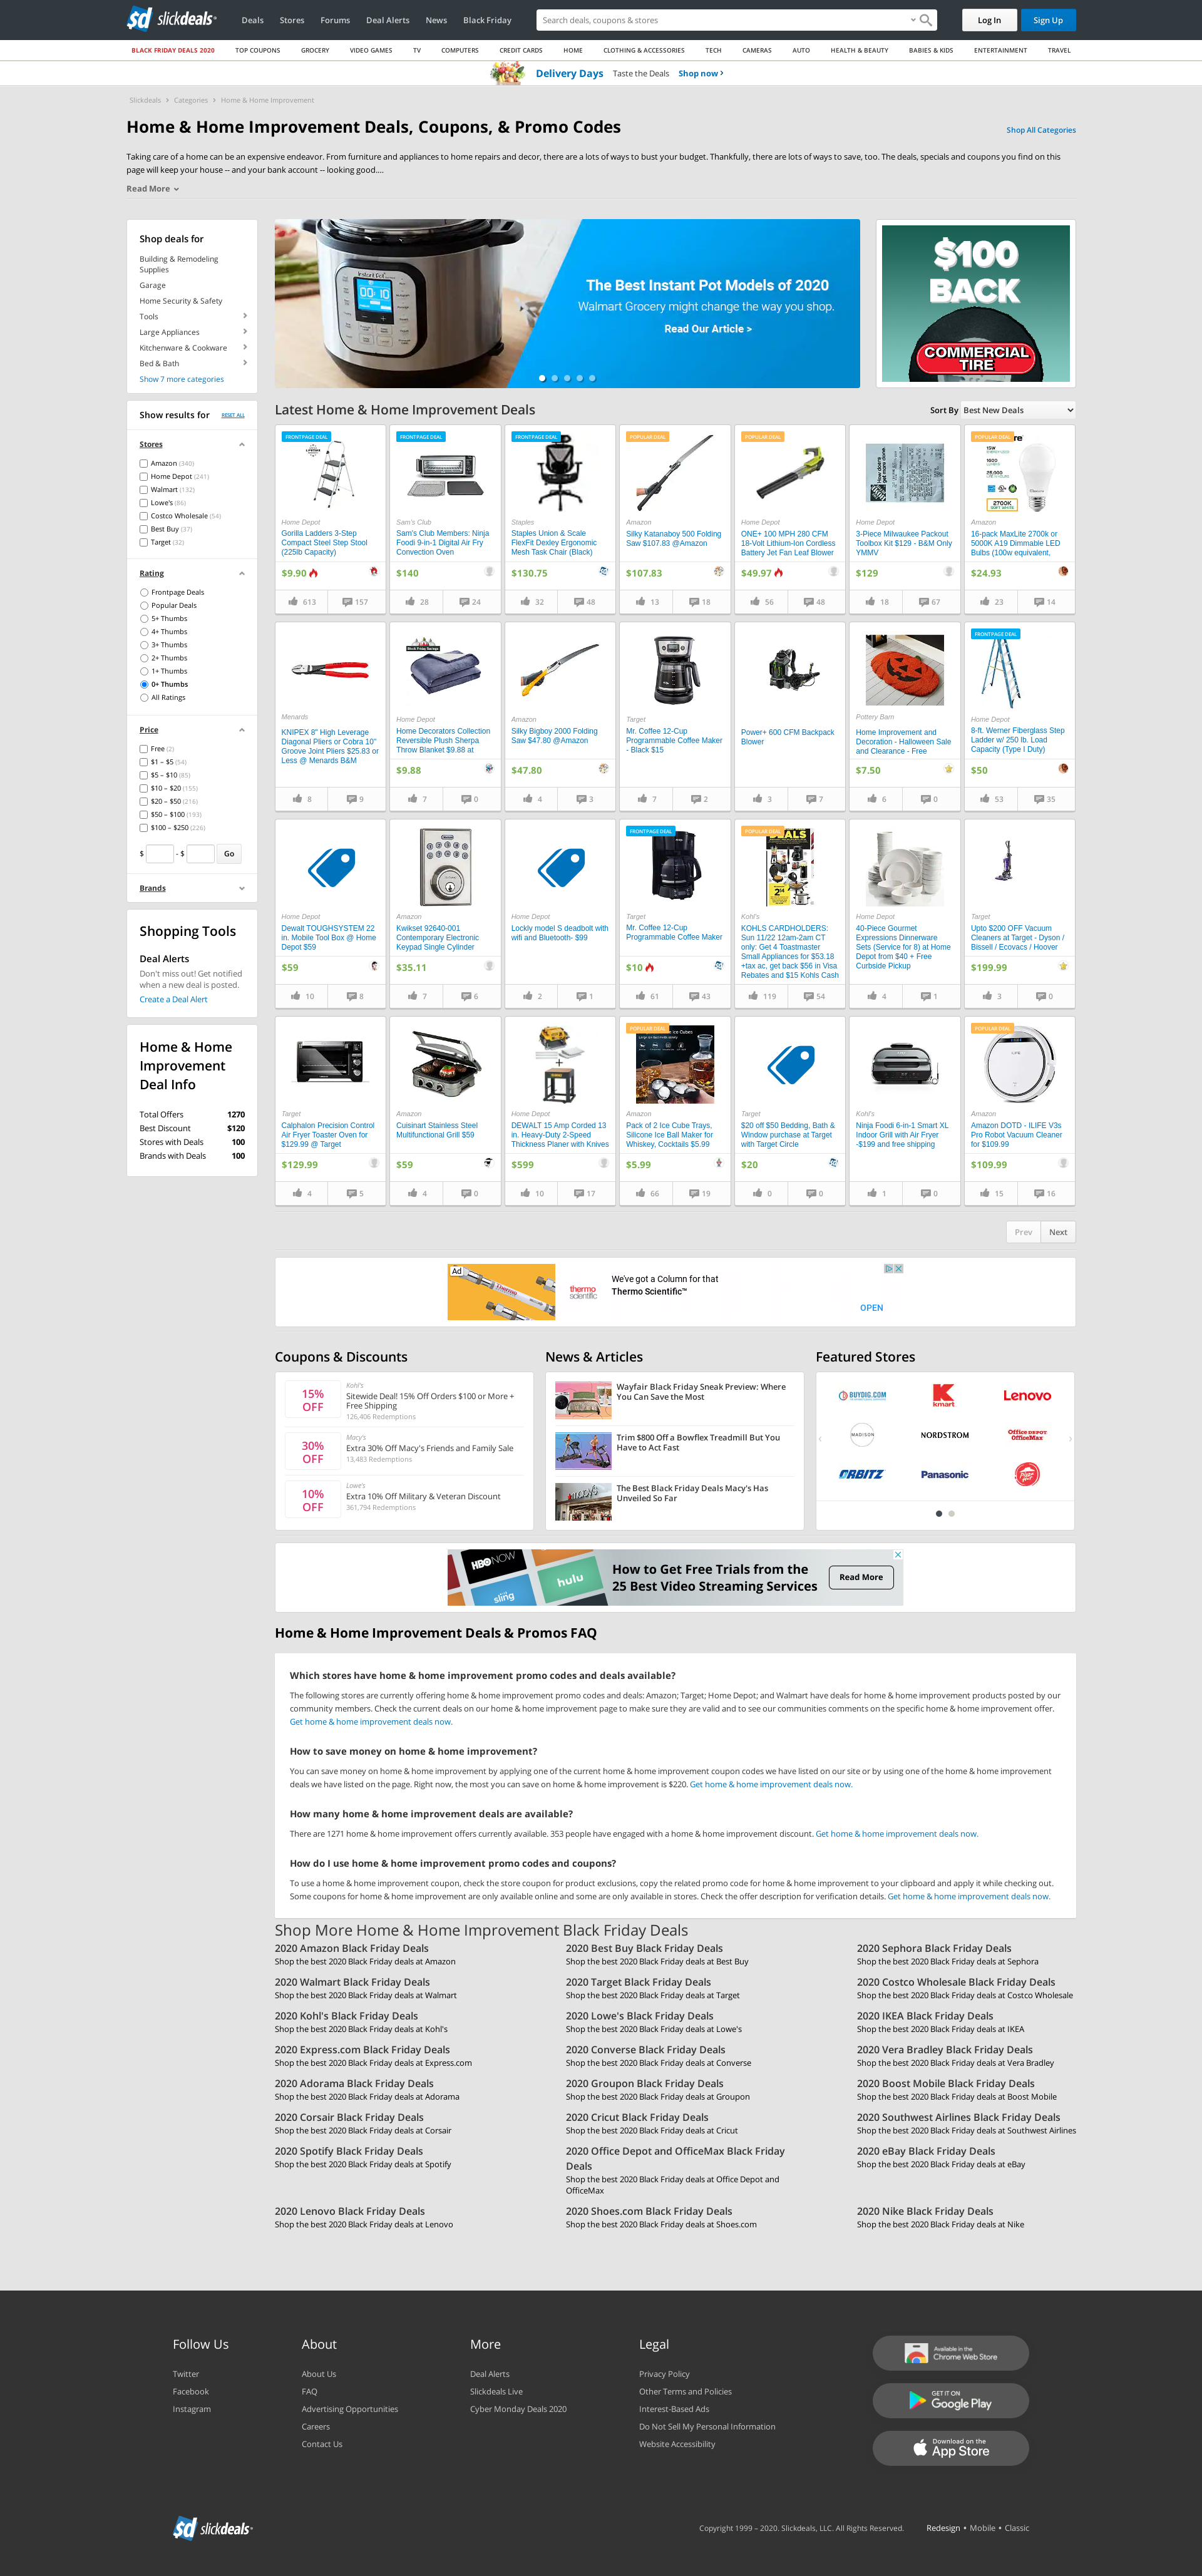 slickdeals
Deals
Stores
Forums
Deal Alerts
News
Black Friday
Search deals, coupons & stores
Log In
Sign Up
BLACK FRIDAY DEALS 2020
TOP COUPONS
GROCERY
VIDEO GAMES
TV
COMPUTERS
CREDIT CARDS
HOME
CLOTHING & ACCESSORIES
TECH
CAMERAS
AUTO
HEALTH & BEAUTY
BABIES & KIDS
ENTERTAINMENT
TRAVEL
Delivery Days Taste the Deals Shop now ›
Slickdeals › Categories › Home & Home Improvement
Home & Home Improvement Deals, Coupons, & Promo Codes
Shop All Categories
Taking care of a home can be an expensive endeavor. From furniture and appliances to home repairs and decor, there are a lots of ways to bust your budget. Thankfully, there are lots of ways to save, too. The deals, specials and coupons you find on this
page will keep your house -- and your bank account -- looking good....
Read More
Shop deals for
Building & Remodeling
Supplies
Garage
Home Security & Safety
Tools
Large Appliances
Kitchenware & Cookware
Bed & Bath
Show 7 more categories
Instant Pot
The Best Instant Pot Models of 2020
Walmart Grocery might change the way you shop.
Read Our Article >
$100
BACK
COMMERCIAL
TIRE
Show results for
RESET ALL
Stores
Amazon (340)
Home Depot (241)
Walmart (132)
Lowe's (86)
Costco Wholesale (54)
Best Buy (37)
Target (32)
Rating
Frontpage Deals
Popular Deals
5+ Thumbs
4+ Thumbs
3+ Thumbs
2+ Thumbs
1+ Thumbs
0+ Thumbs
All Ratings
Price
Free (2)
$1 – $5 (54)
$5 – $10 (85)
$10 – $20 (155)
$20 – $50 (216)
$50 – $100 (193)
$100 – $250 (226)
$ - $ Go
Brands
Shopping Tools
Deal Alerts
Don't miss out! Get notified
when a new deal is posted.
Create a Deal Alert
Home & Home
Improvement
Deal Info
Total Offers 1270
Best Discount $120
Stores with Deals 100
Brands with Deals 100
Latest Home & Home Improvement Deals
Sort By Best New Deals
FRONTPAGE DEAL
Home Depot
Gorilla Ladders 3-Step
Compact Steel Step Stool
(225lb Capacity)
$9.90
613 157
FRONTPAGE DEAL
Sam's Club
Sam's Club Members: Ninja
Foodi 9-in-1 Digital Air Fry
Convection Oven
$140
28 24
FRONTPAGE DEAL
Staples
Staples Union & Scale
FlexFit Dexley Ergonomic
Mesh Task Chair (Black)
$130.75
32 48
POPULAR DEAL
Amazon
Silky Katanaboy 500 Folding
Saw $107.83 @Amazon
$107.83
13 18
POPULAR DEAL
Home Depot
ONE+ 100 MPH 280 CFM
18-Volt Lithium-Ion Cordless
Battery Jet Fan Leaf Blower
$49.97
56 48
Home Depot
3-Piece Milwaukee Packout
Toolbox Kit $129 - B&M Only
YMMV
$129
18 67
POPULAR DEAL
Amazon
16-pack MaxLite 2700k or
5000K A19 Dimmable LED
Bulbs (100w equivalent,
$24.93
23 14
Menards
KNIPEX 8" High Leverage
Diagonal Pliers or Cobra 10"
Groove Joint Pliers $25.83 or
Less @ Menards B&M
8 9
Home Depot
Home Decorators Collection
Reversible Plush Sherpa
Throw Blanket $9.88 at
$9.88
7 0
Amazon
Silky Bigboy 2000 Folding
Saw $47.80 @Amazon
$47.80
4 3
Target
Mr. Coffee 12-Cup
Programmable Coffee Maker
- Black $15
7 2
Power+ 600 CFM Backpack
Blower
3 7
Pottery Barn
Home Improvement and
Decoration - Halloween Sale
and Clearance - Free
$7.50
6 0
FRONTPAGE DEAL
Home Depot
8-ft. Werner Fiberglass Step
Ladder w/ 250 lb. Load
Capacity (Type I Duty)
$50
53 35
Home Depot
Dewalt TOUGHSYSTEM 22
in. Mobile Tool Box @ Home
Depot $59
$59
10 8
Amazon
Kwikset 92640-001
Contemporary Electronic
Keypad Single Cylinder
$35.11
7 6
Home Depot
Lockly model S deadbolt with
wifi and Bluetooth- $99
2 1
FRONTPAGE DEAL
Target
Mr. Coffee 12-Cup
Programmable Coffee Maker
$10
61 43
POPULAR DEAL
Kohl's
KOHLS CARDHOLDERS:
Sun 11/22 12am-2am CT
only: Get 4 Toastmaster
Small Appliances for $53.18
+tax ac, get back $56 in Visa
Rebates and $15 Kohls Cash
119 54
Home Depot
40-Piece Gourmet
Expressions Dinnerware
Sets (Service for 8) at Home
Depot from $40 + Free
Curbside Pickup
4 1
Target
Upto $200 OFF Vacuum
Cleaners at Target - Dyson /
Bissell / Ecovacs / Hoover
$199.99
3 0
Target
Calphalon Precision Control
Air Fryer Toaster Oven for
$129.99 @ Target
$129.99
4 5
Amazon
Cuisinart Stainless Steel
Multifunctional Grill $59
$59
4 0
Home Depot
DEWALT 15 Amp Corded 13
in. Heavy-Duty 2-Speed
Thickness Planer with Knives
$599
10 17
POPULAR DEAL
Amazon
Pack of 2 Ice Cube Trays,
Silicone Ice Ball Maker for
Whiskey, Cocktails $5.99
$5.99
66 19
Target
$20 off $50 Bedding, Bath &
Window purchase at Target
with Target Circle
$20
0 0
Kohl's
Ninja Foodi 6-in-1 Smart XL
Indoor Grill with Air Fryer
-$199 and free shipping
1 0
POPULAR DEAL
Amazon
Amazon DOTD - ILIFE V3s
Pro Robot Vacuum Cleaner
for $109.99
$109.99
15 16
Prev Next
Ad
thermo
scientific
We've got a Column for that
Thermo Scientific™
OPEN
Coupons & Discounts
15%
OFF
Kohl's
Sitewide Deal! 15% Off Orders $100 or More +
Free Shipping
126,406 Redemptions
30%
OFF
Macy's
Extra 30% Off Macy's Friends and Family Sale
13,483 Redemptions
10%
OFF
Lowe's
Extra 10% Off Military & Veteran Discount
361,794 Redemptions
News & Articles
Wayfair Black Friday Sneak Preview: Where
You Can Save the Most
Trim $800 Off a Bowflex Treadmill But You
Have to Act Fast
The Best Black Friday Deals Macy's Has
Unveiled So Far
Featured Stores
BUYDIG.COM
kmart
Lenovo
MADISON
NORDSTROM
Office DEPOT
OfficeMax
ORBITZ
Panasonic
HBO NOW
hulu
sling
How to Get Free Trials from the
25 Best Video Streaming Services
Read More
Home & Home Improvement Deals & Promos FAQ
Which stores have home & home improvement promo codes and deals available?
The following stores are currently offering home & home improvement promo codes and deals: Amazon; Target; Home Depot; and Walmart have deals for home & home improvement products posted by our
community members. Check the current deals on our home & home improvement page to make sure they are valid and to see our communities comments on the specific home & home improvement offer.
Get home & home improvement deals now.
How to save money on home & home improvement?
You can save money on home & home improvement by applying one of the current home & home improvement coupon codes we have listed on our site or by using one of the home & home improvement
deals we have listed on the page. Right now, the most you can save on home & home improvement is $220. Get home & home improvement deals now.
How many home & home improvement deals are available?
There are 1271 home & home improvement offers currently available. 353 people have engaged with a home & home improvement discount. Get home & home improvement deals now.
How do I use home & home improvement promo codes and coupons?
To use a home & home improvement coupon, check the store coupon for product exclusions, copy the related promo code for home & home improvement to your clipboard and apply it while checking out.
Some coupons for home & home improvement are only available online and some are only available in stores. Check the offer description for verification details. Get home & home improvement deals now.
Shop More Home & Home Improvement Black Friday Deals
2020 Amazon Black Friday Deals
Shop the best 2020 Black Friday deals at Amazon
2020 Best Buy Black Friday Deals
Shop the best 2020 Black Friday deals at Best Buy
2020 Sephora Black Friday Deals
Shop the best 2020 Black Friday deals at Sephora
2020 Walmart Black Friday Deals
Shop the best 2020 Black Friday deals at Walmart
2020 Target Black Friday Deals
Shop the best 2020 Black Friday deals at Target
2020 Costco Wholesale Black Friday Deals
Shop the best 2020 Black Friday deals at Costco Wholesale
2020 Kohl's Black Friday Deals
Shop the best 2020 Black Friday deals at Kohl's
2020 Lowe's Black Friday Deals
Shop the best 2020 Black Friday deals at Lowe's
2020 IKEA Black Friday Deals
Shop the best 2020 Black Friday deals at IKEA
2020 Express.com Black Friday Deals
Shop the best 2020 Black Friday deals at Express.com
2020 Converse Black Friday Deals
Shop the best 2020 Black Friday deals at Converse
2020 Vera Bradley Black Friday Deals
Shop the best 2020 Black Friday deals at Vera Bradley
2020 Adorama Black Friday Deals
Shop the best 2020 Black Friday deals at Adorama
2020 Groupon Black Friday Deals
Shop the best 2020 Black Friday deals at Groupon
2020 Boost Mobile Black Friday Deals
Shop the best 2020 Black Friday deals at Boost Mobile
2020 Corsair Black Friday Deals
Shop the best 2020 Black Friday deals at Corsair
2020 Cricut Black Friday Deals
Shop the best 2020 Black Friday deals at Cricut
2020 Southwest Airlines Black Friday Deals
Shop the best 2020 Black Friday deals at Southwest Airlines
2020 Spotify Black Friday Deals
Shop the best 2020 Black Friday deals at Spotify
2020 Office Depot and OfficeMax Black Friday
Deals
Shop the best 2020 Black Friday deals at Office Depot and
OfficeMax
2020 eBay Black Friday Deals
Shop the best 2020 Black Friday deals at eBay
2020 Lenovo Black Friday Deals
Shop the best 2020 Black Friday deals at Lenovo
2020 Shoes.com Black Friday Deals
Shop the best 2020 Black Friday deals at Shoes.com
2020 Nike Black Friday Deals
Shop the best 2020 Black Friday deals at Nike
Follow Us
Twitter
Facebook
Instagram
About
About Us
FAQ
Advertising Opportunities
Careers
Contact Us
More
Deal Alerts
Slickdeals Live
Cyber Monday Deals 2020
Legal
Privacy Policy
Other Terms and Policies
Interest-Based Ads
Do Not Sell My Personal Information
Website Accessibility
Available in the
Chrome Web Store
GET IT ON
Google Play
Download on the
App Store
slickdeals
Copyright 1999 – 2020. Slickdeals, LLC. All Rights Reserved.
Redesign • Mobile • Classic